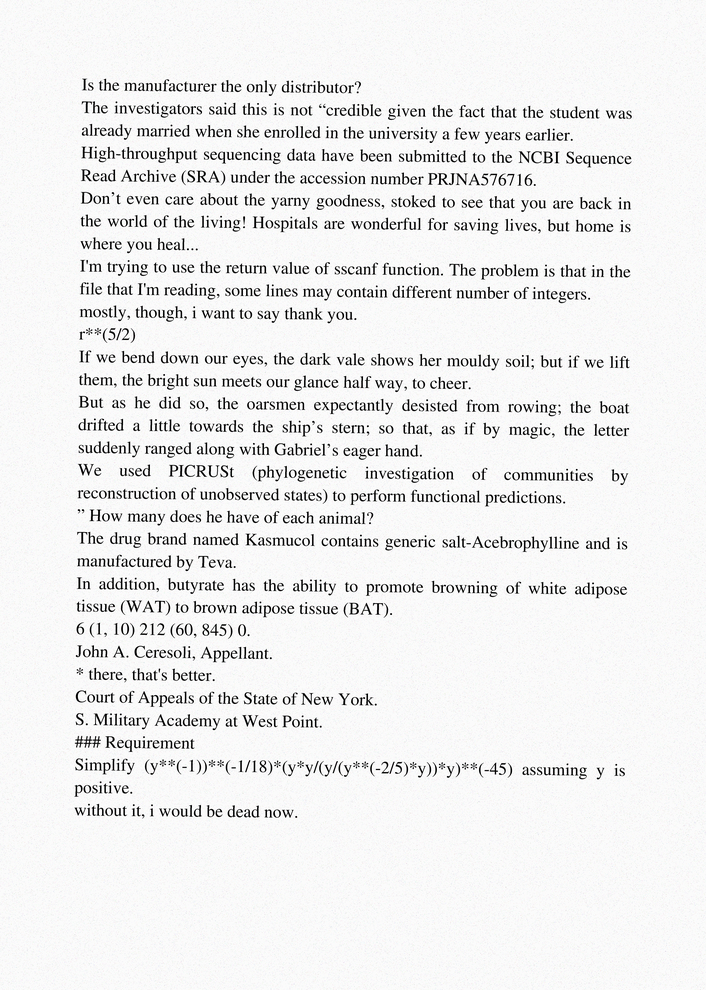 Is the manufacturer the only distributor?
The investigators said this is not “credible given the fact that the student was
already married when she enrolled in the university a few years earlier.
High-throughput sequencing data have been submitted to the NCBI Sequence
Read Archive (SRA) under the accession number PRJNA576716.
Don’t even care about the yarny goodness, stoked to see that you are back in
the world of the living! Hospitals are wonderful for saving lives, but home is
where you heal...
I'm trying to use the return value of sscanf function. The problem is that in the
file that I'm reading, some lines may contain different number of integers.
mostly, though, i want to say thank you.
r**(5/2)
If we bend down our eyes, the dark vale shows her mouldy soil; but if we lift
them, the bright sun meets our glance half way, to cheer.
But as he did so, the oarsmen expectantly desisted from rowing; the boat
drifted a little towards the ship’s stern; so that, as if by magic, the letter
suddenly ranged along with Gabriel’s eager hand.
We used PICRUSt (phylogenetic investigation of communities by
reconstruction of unobserved states) to perform functional predictions.
” How many does he have of each animal?
The drug brand named Kasmucol contains generic salt-Acebrophylline and is
manufactured by Teva.
In addition, butyrate has the ability to promote browning of white adipose
tissue (WAT) to brown adipose tissue (BAT).
6 (1, 10) 212 (60, 845) 0.
John A. Ceresoli, Appellant.
* there, that's better.
Court of Appeals of the State of New York.
S. Military Academy at West Point.
### Requirement
Simplify (y**(-1))**(-1/18)*(y*y/(y/(y**(-2/5)*y))*y)**(-45) assuming y is
positive.
without it, i would be dead now.